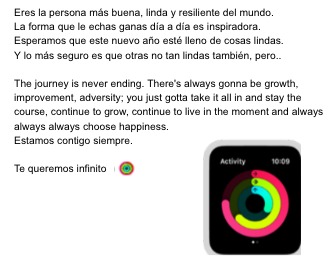 Eres la persona más buena, linda y resiliente del mundo.
La forma que le echas ganas día a día es inspiradora.
Esperamos que este nuevo año esté lleno de cosas lindas.
Y lo más seguro es que otras no tan lindas también, pero..
The journey is never ending. There's always gonna be growth,
improvement, adversity; you just gotta take it all in and stay the
course, continue to grow, continue to live in the moment and always
always always choose happiness.
Estamos contigo siempre.
Te queremos infinito
Activity 10:09